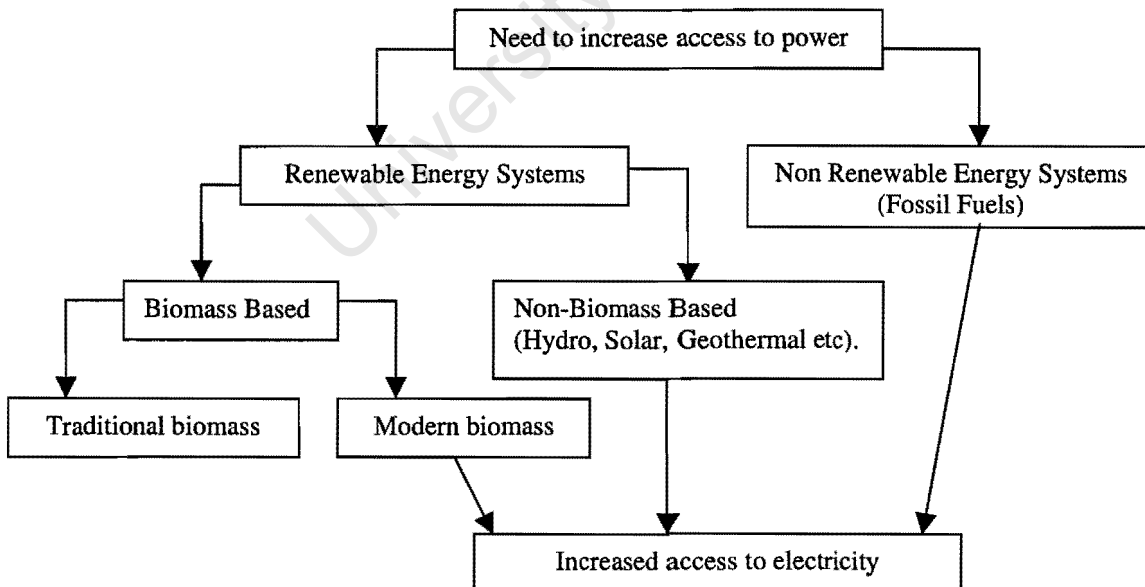 Need to increase access to power
Renewable Energy Systems
Non Renewable Energy Systems
(Fossil Fuels)
Biomass Based
Non-Biomass Based
(Hydro, Solar, Geothermal etc).
Traditional biomass
Modern biomass
Increased access to electricity
University